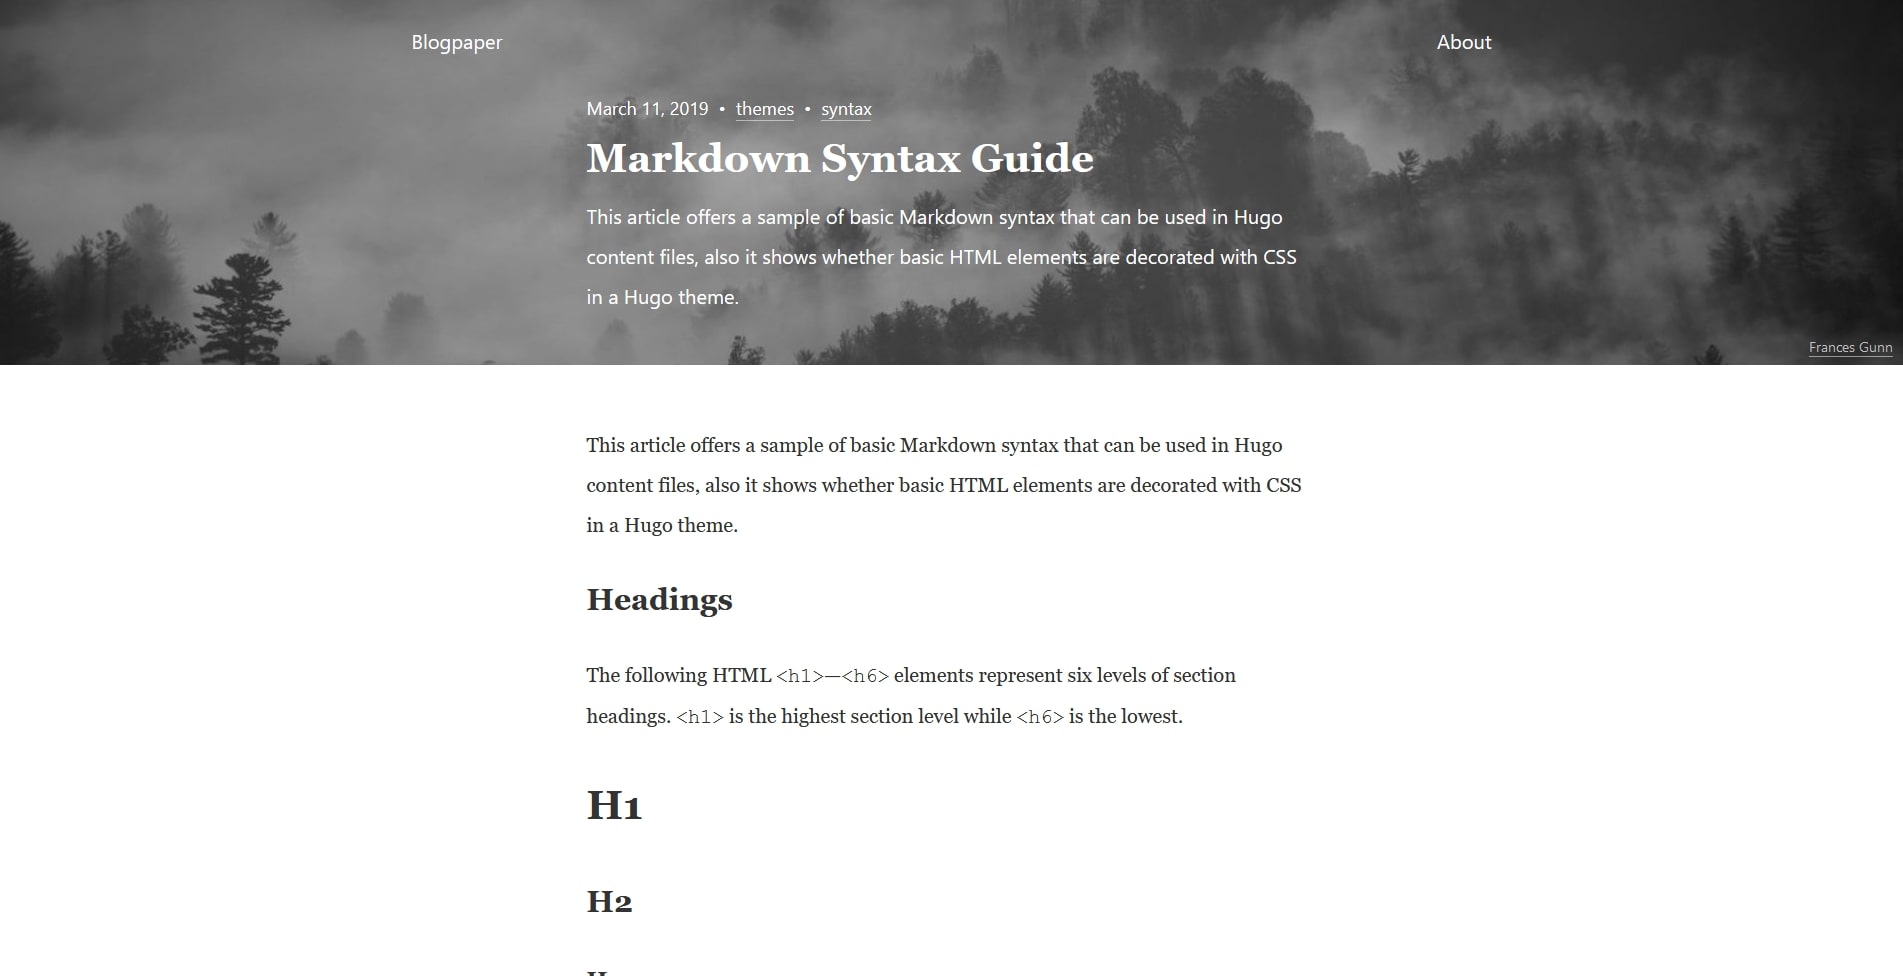 Blogpaper About
March 11, 2019 • themes • syntax
Markdown Syntax Guide
This article offers a sample of basic Markdown syntax that can be used in Hugo
content files, also it shows whether basic HTML elements are decorated with CSS
in a Hugo theme.
Frances Gunn
This article offers a sample of basic Markdown syntax that can be used in Hugo
content files, also it shows whether basic HTML elements are decorated with CSS
in a Hugo theme.
Headings
The following HTML <h1>—<h6> elements represent six levels of section
headings. <h1> is the highest section level while <h6> is the lowest.
H1
H2